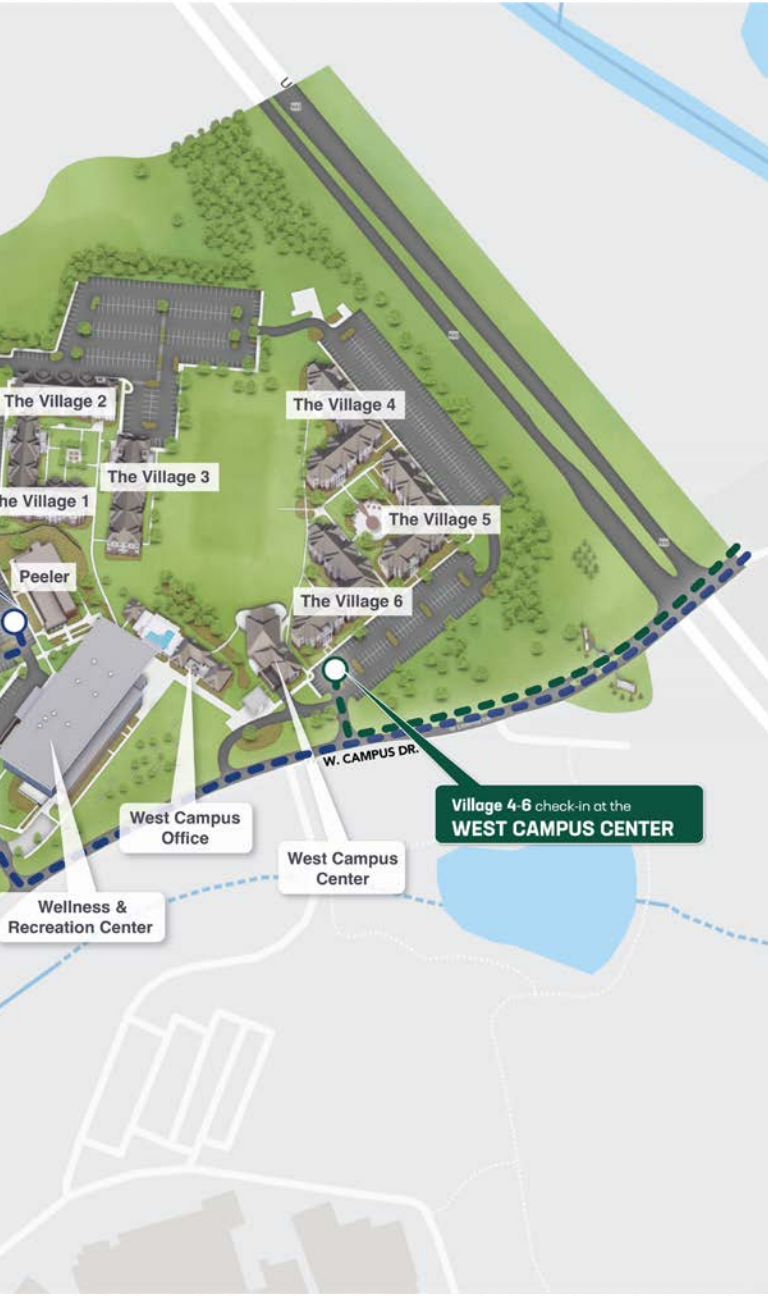 U
The Village 2
The Village 4
The Village 3
he Village 1
The Village 5
Peeler
The Village 6
W. CAMPUS DR.
Village 4-6 check-in at the
WEST CAMPUS CENTER
West Campus
Office
West Campus
Center
Wellness &
Recreation Center